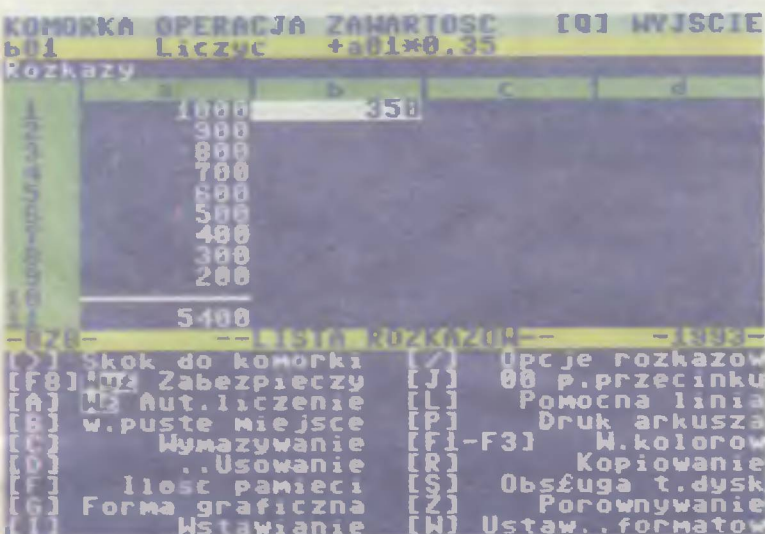 KOMORKA OPERACJA ZAWARTOSC [Q] WYJSCIE
b01 Liczyc +a01*0.35
Rozkazy
a b c d
1 1000 350
2 900
3 800
4 700
5 600
6 500
7 400
8 300
9 200
5400
--LISTA ROZKAZOW-- -1993-
[>] Skok do komorki [/] Opcje rozkazow
[F8] Zabezpieczy [J] 00 p.przecinku
[A] Aut.liczenie [L] Pomocna linia
[B] w.puste miejsce [P] Druk arkusza
[C] Wymazywanie [F1-F3] W.kolorow
[D] ..Usowanie [R] Kopiowanie
[F] Ilosc pamieci [S] Obs£uga t.dysk
[G] Forma graficzna [Z] Porownywanie
[I] Wstawianie [W] Ustaw..formatow